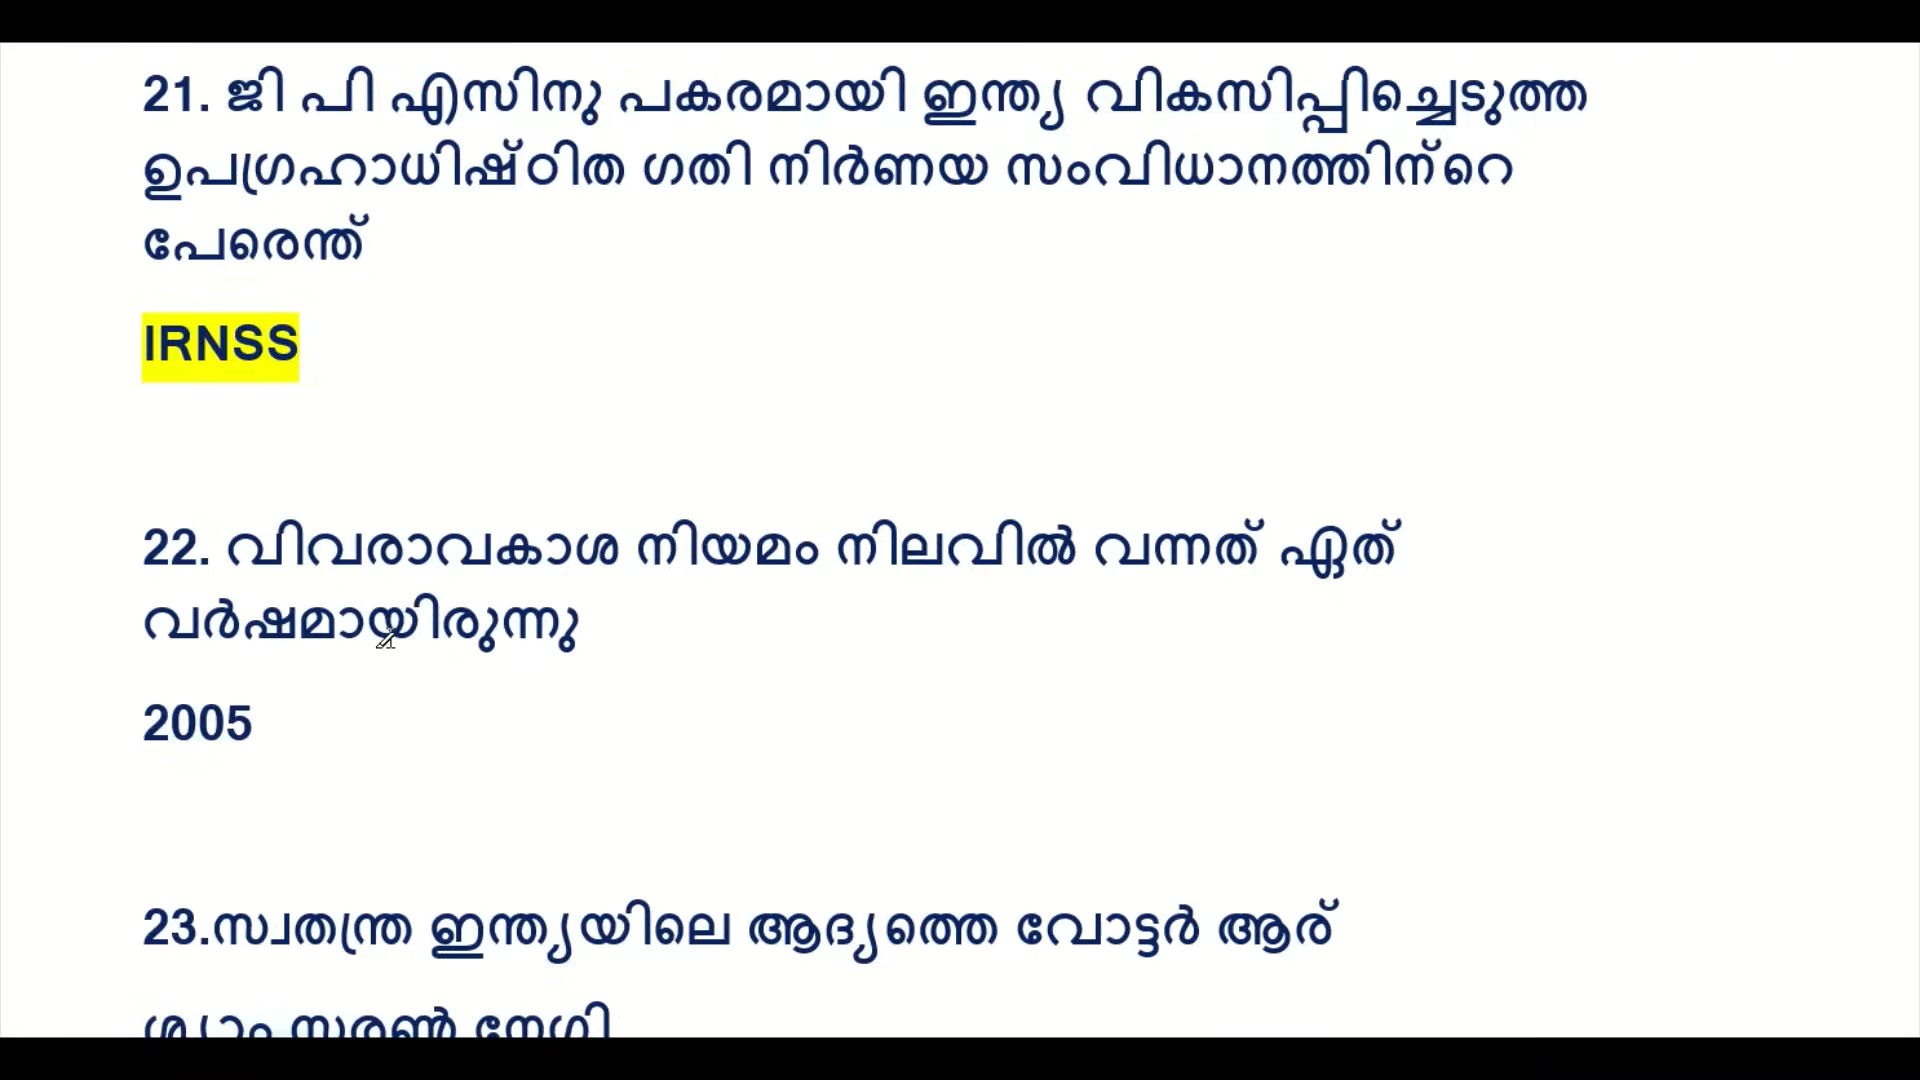 21. ജി പി എസിനു പകരമായി ഇന്ത്യ വികസിപ്പിച്ചെടുത്ത
ഉപഗ്രഹാധിഷ്ഠിത ഗതി നിർണയ സംവിധാനത്തിന്റെ
പേരെന്ത്
IRNSS
22. വിവരാവകാശ നിയമം നിലവിൽ വന്നത് ഏത്
വർഷമായിരുന്നു
2005
23.സ്വതന്ത്ര ഇന്ത്യയിലെ ആദ്യത്തെ വോട്ടർ ആര്
ശ്യാം സരൺ നേഗി